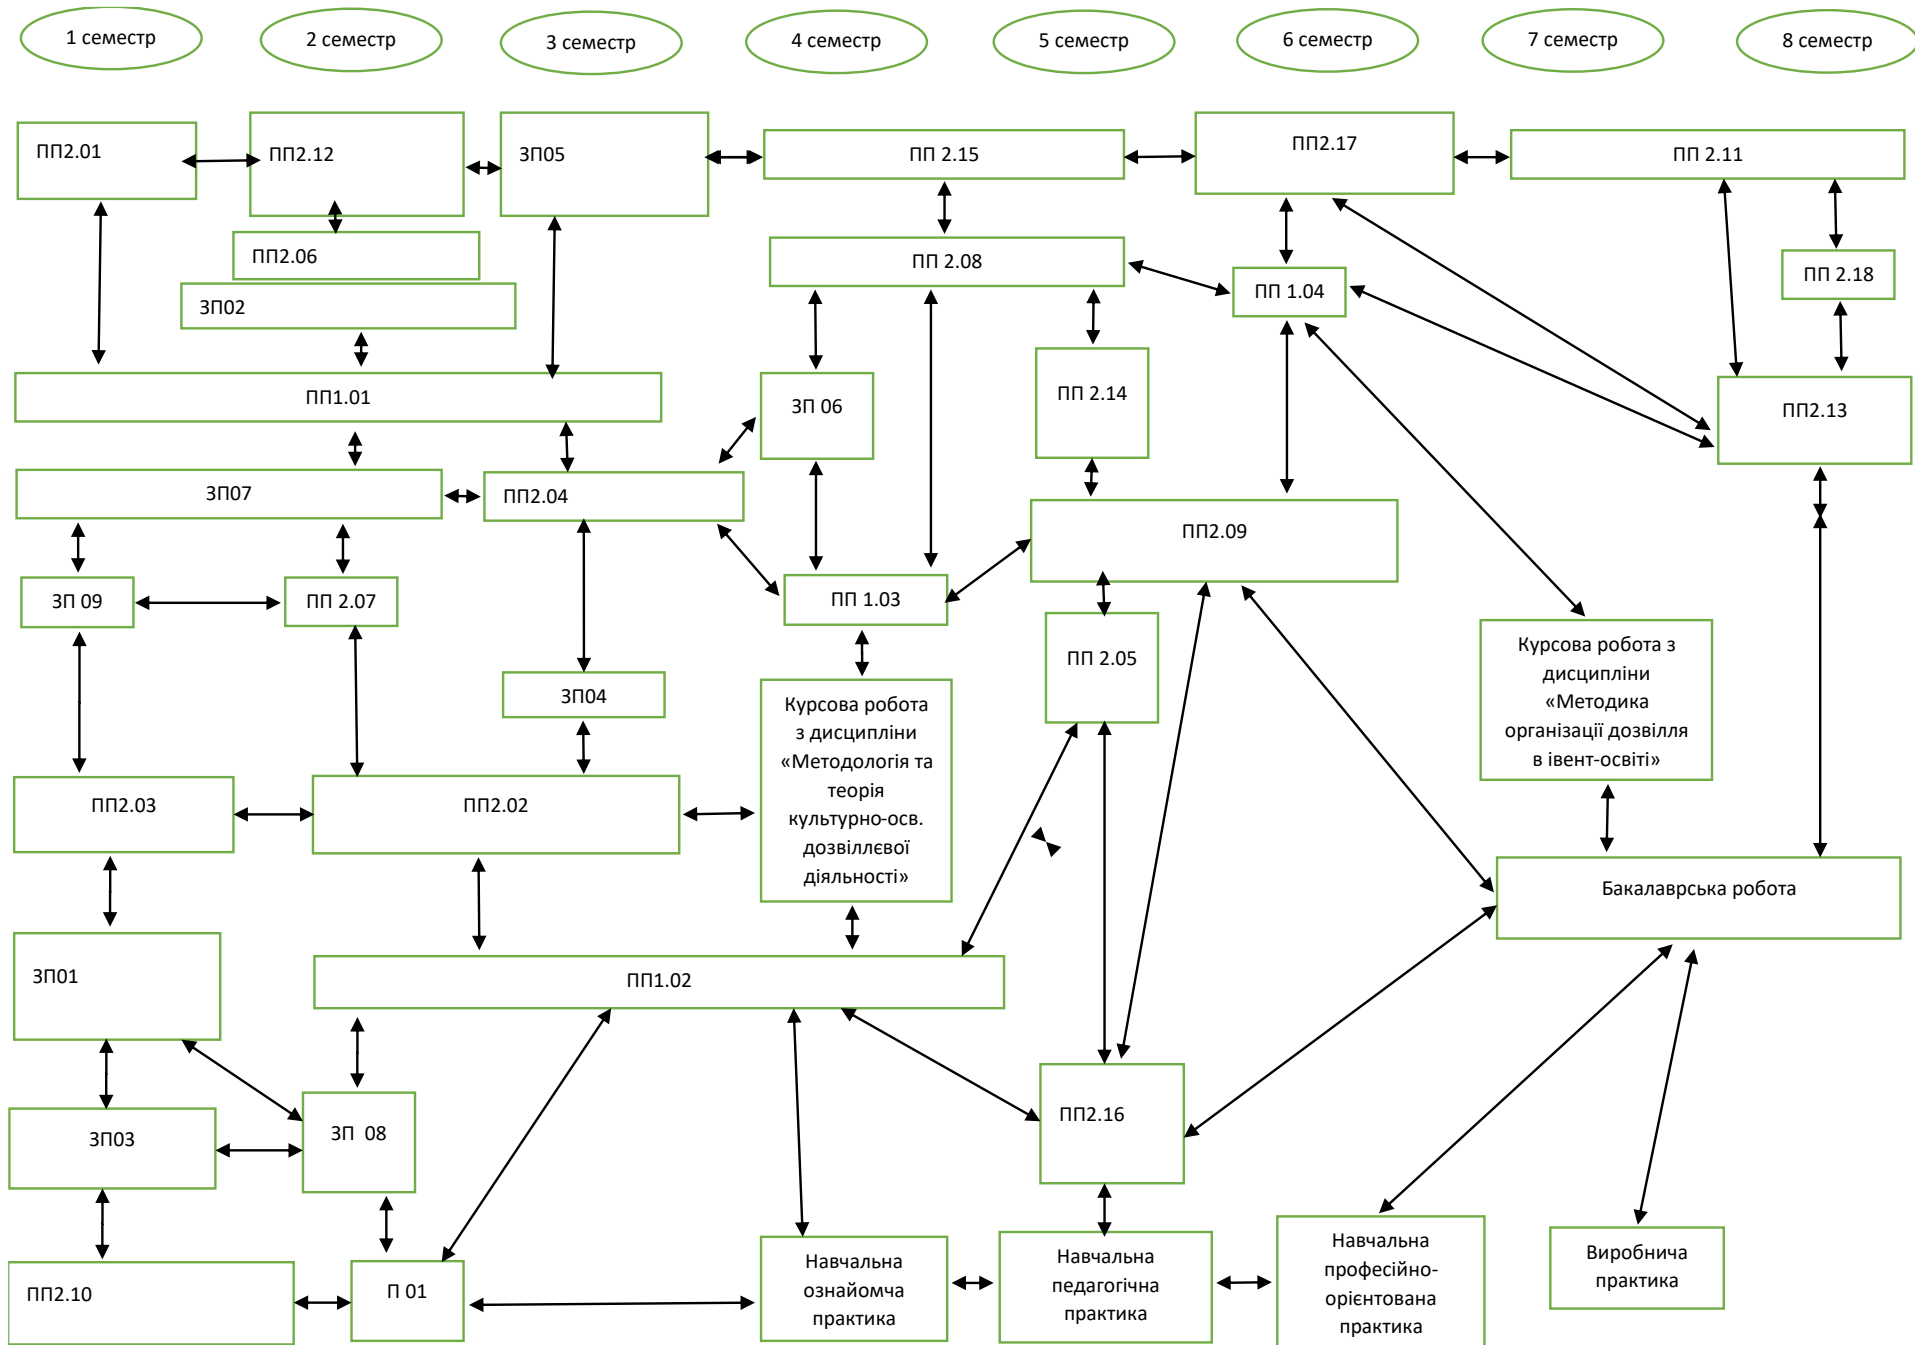 1 семестр
2 семестр
3 семестр
4 семестр
5 семестр
6 семестр
7 семестр
8 семестр
ПП2.01
ПП2.12
ЗП05
ПП 2.15
ПП2.17
ПП 2.11
ПП2.06
ПП 2.08
ПП 1.04
ПП 2.18
ЗП02
ПП1.01
ЗП 06
ПП 2.14
ПП2.13
ЗП07
ПП2.04
ПП2.09
ЗП 09
ПП 2.07
ПП 1.03
ПП 2.05
ЗП04
Курсова робота
з дисципліни
«Методологія та
теорія
культурно-осв.
дозвіллєвої
діяльності»
Курсова робота з
дисципліни
«Методика
організації дозвілля
в івент-освіті»
ПП2.03
ПП2.02
Бакалаврська робота
ЗП01
ПП1.02
ЗП03
ЗП  08
ПП2.16
ПП2.10
П 01
Навчальна
ознайомча
практика
Навчальна
педагогічна
практика
Навчальна
професійно-
орієнтована
практика
Виробнича
практика